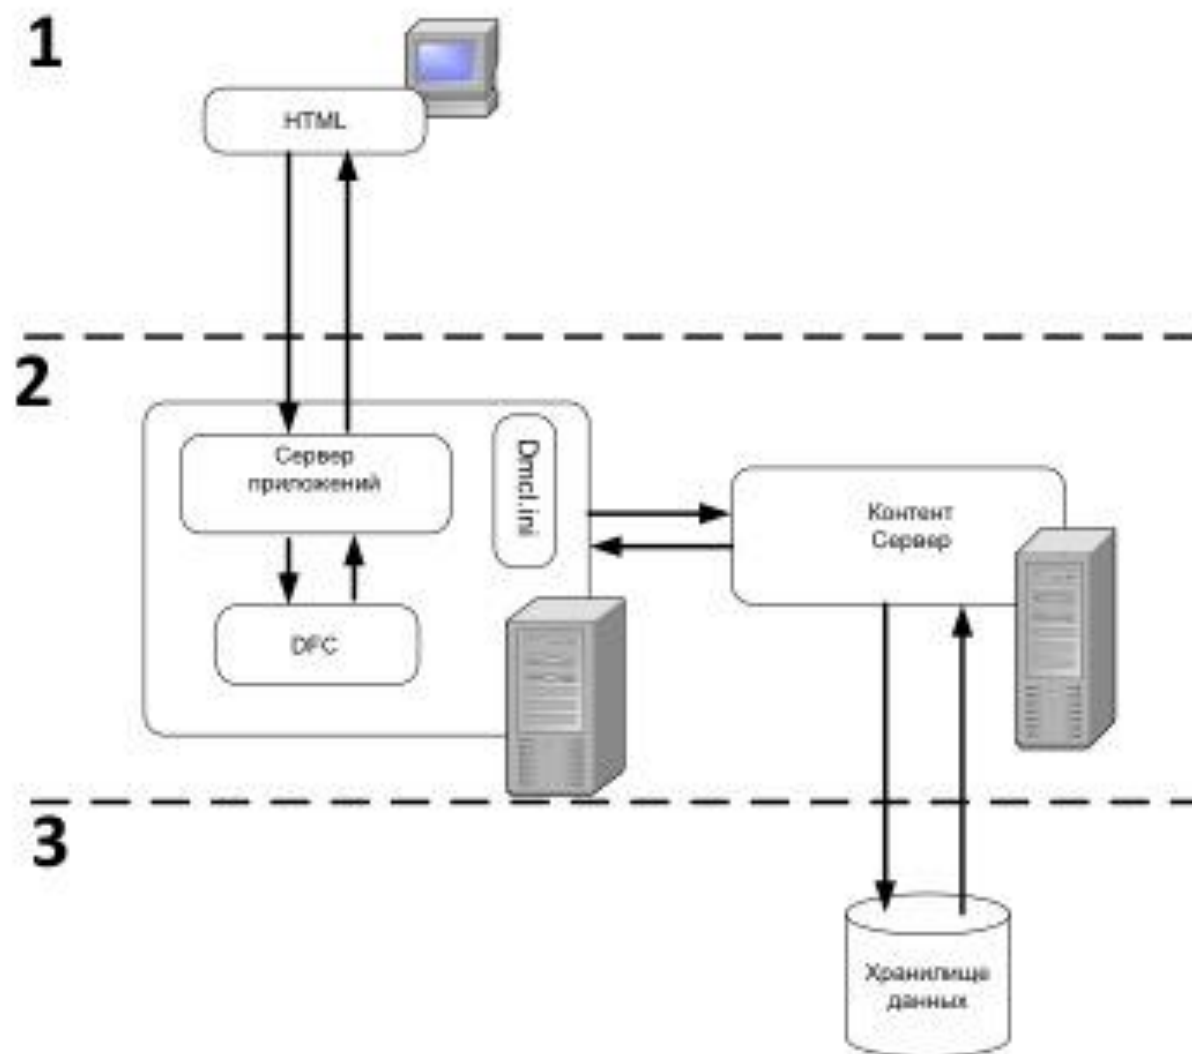 1
HTML
2
Сервер
приложений
Dmcl.ini
DFC
Контент
Сервер
3
Хранилище
данных